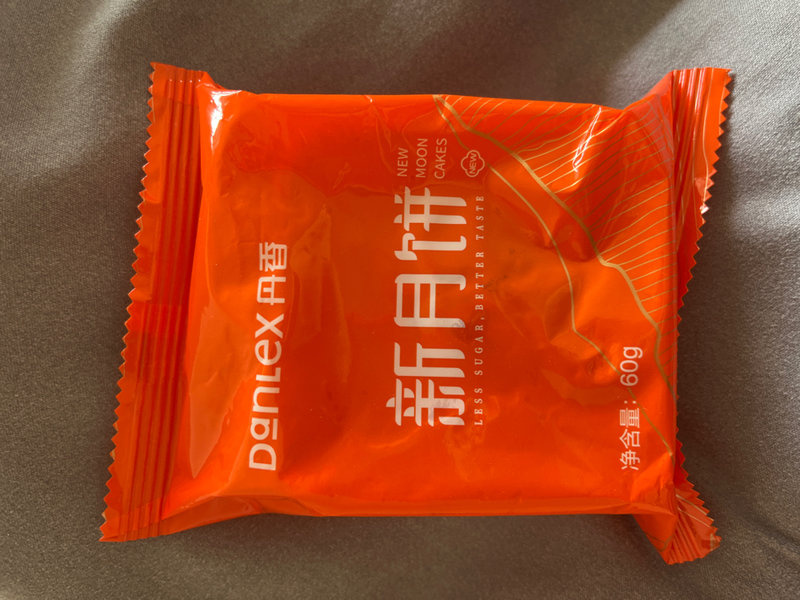 DanLex 丹香
新月饼
NEW
MOON
CAKES
NEW
LESS SUGAR, BETTER TASTE
净含量：60g